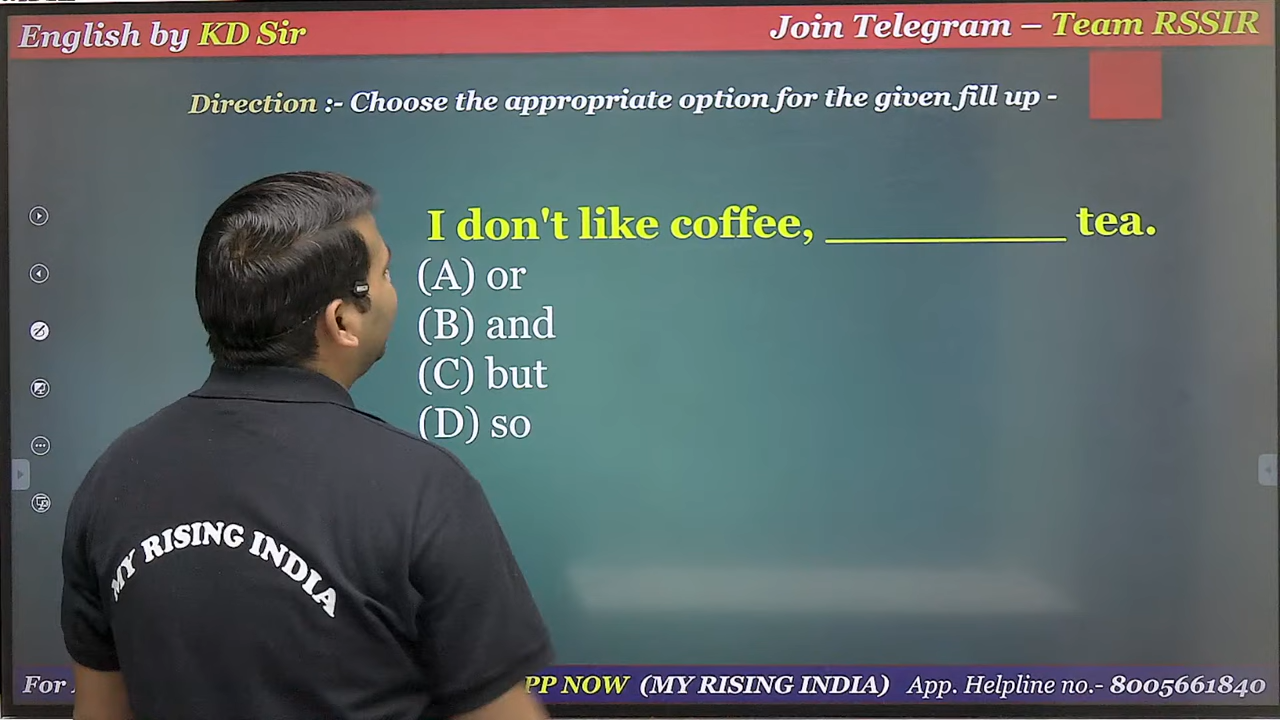 English by KD Sir
Join Telegram – Team RSSIR
Direction :- Choose the appropriate option for the given fill up -
I don't like coffee, __________ tea.
(A) or
(B) and
(C) but
(D) so
MY RISING INDIA
For
PP NOW (MY RISING INDIA) App. Helpline no.- 8005661840